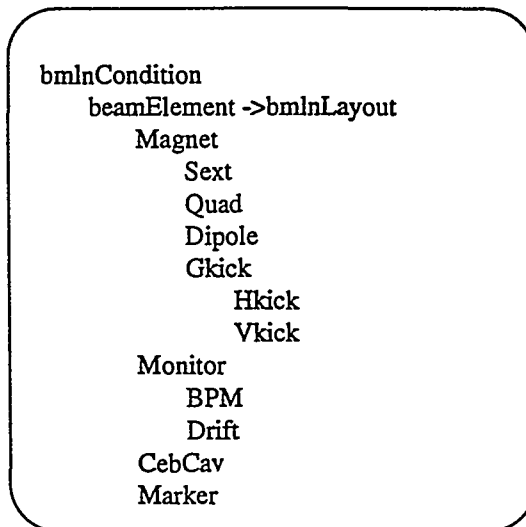 bmlnCondition
beamElement ->bmlnLayout
Magnet
Sext
Quad
Dipole
Gkick
Hkick
Vkick
Monitor
BPM
Drift
CebCav
Marker